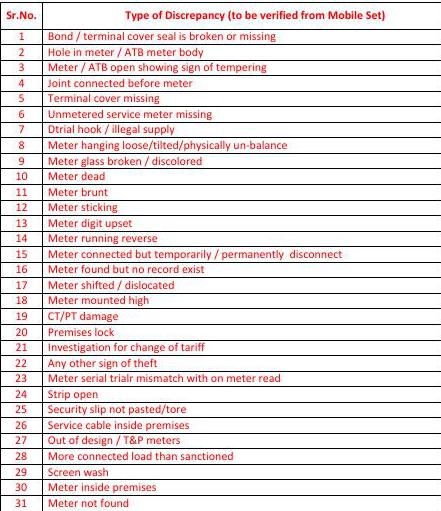 Sr.No. Type of Discrepancy (to be verified from Mobile Set)
1 Bond / terminal cover seal is broken or missing
2 Hole in meter / ATB meter body
3 Meter / ATB open showing sign of tempering
4 Joint connected before meter
5 Terminal cover missing
6 Unmetered service meter missing
7 Dtrial hook / illegal supply
8 Meter hanging loose/tilted/physically un-balance
9 Meter glass broken / discolored
10 Meter dead
11 Meter brunt
12 Meter sticking
13 Meter digit upset
14 Meter running reverse
15 Meter connected but temporarily / permanently disconnect
16 Meter found but no record exist
17 Meter shifted / dislocated
18 Meter mounted high
19 CT/PT damage
20 Premises lock
21 Investigation for change of tariff
22 Any other sign of theft
23 Meter serial trialr mismatch with on meter read
24 Strip open
25 Security slip not pasted/tore
26 Service cable inside premises
27 Out of design / T&P meters
28 More connected load than sanctioned
29 Screen wash
30 Meter inside premises
31 Meter not found